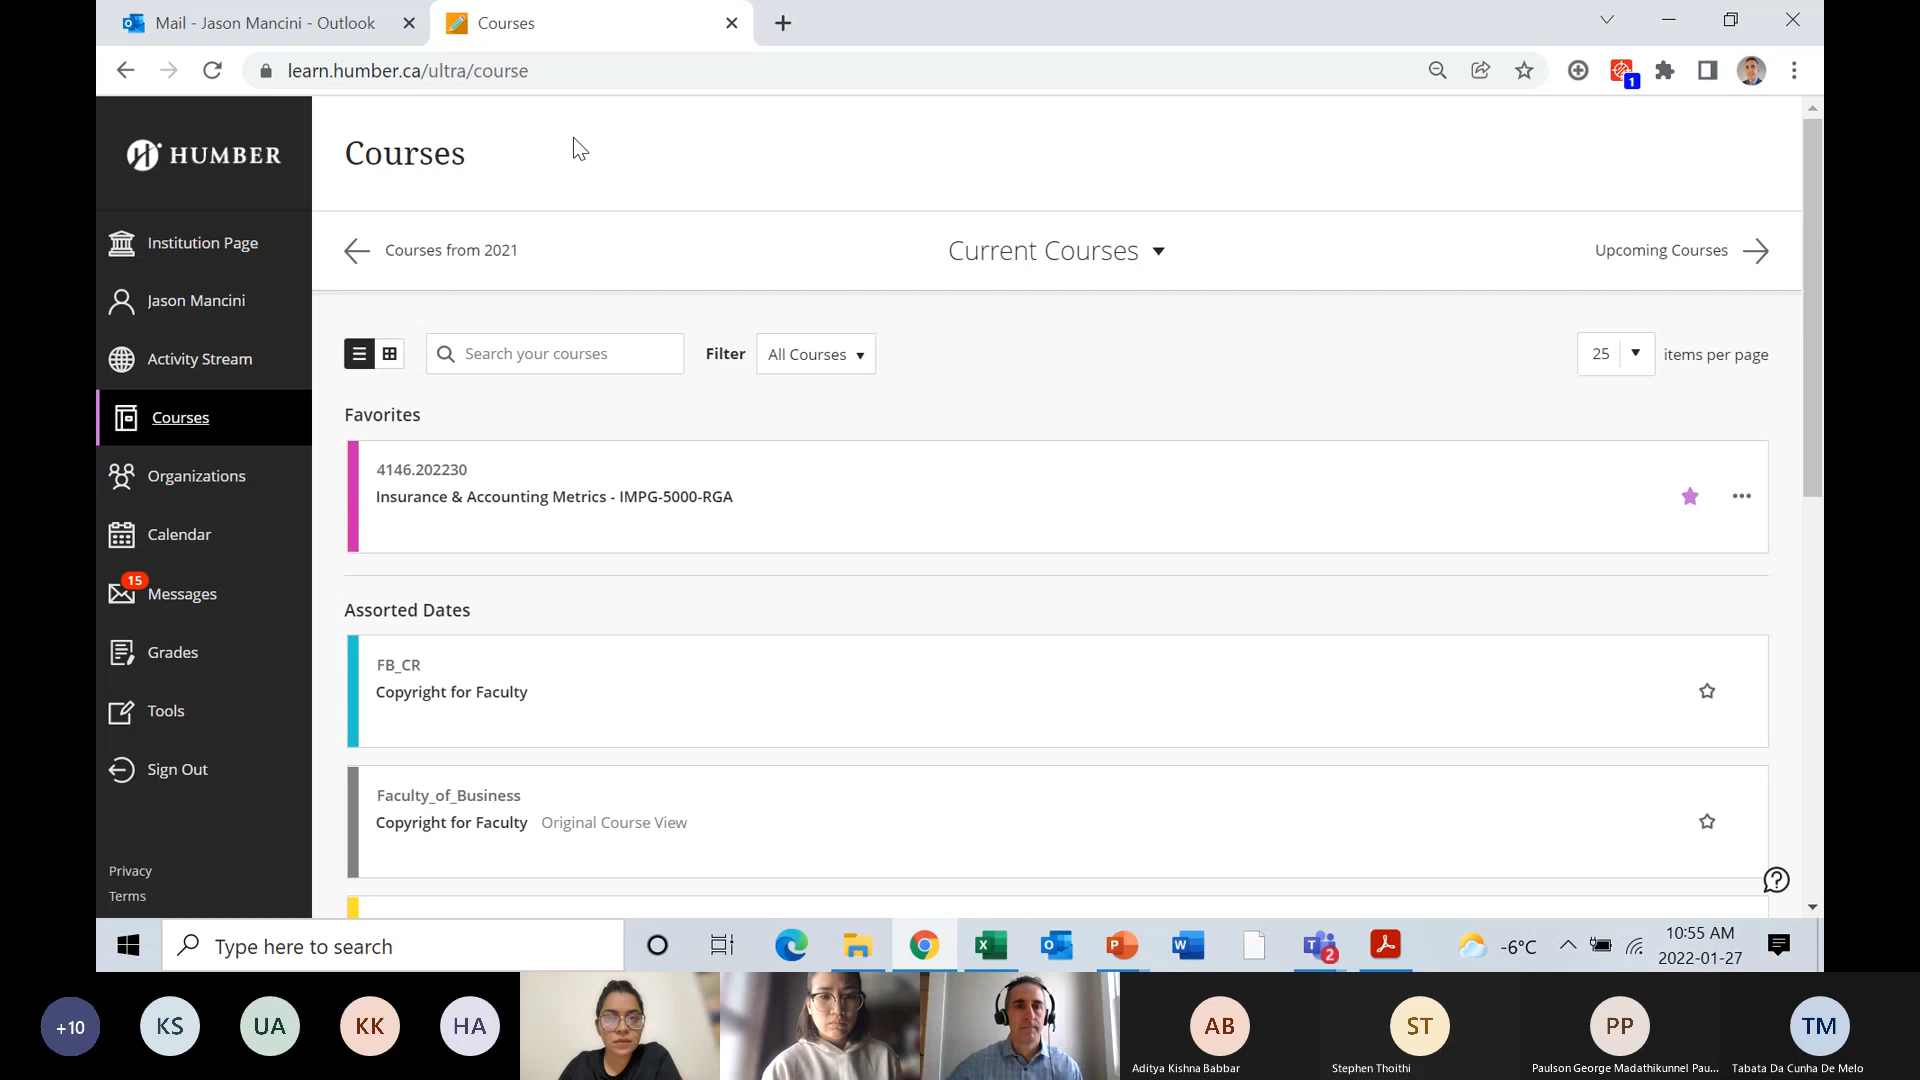 Mail - Jason Mancini - Outlook
Courses
learn.humber.ca/ultra/course
1
HUMBER
Courses
Institution Page
Jason Mancini
Activity Stream
Courses
Organizations
Calendar
15
Messages
Grades
Tools
Sign Out
Privacy
Terms
Courses from 2021
Current Courses
Upcoming Courses
Search your courses
Filter
All Courses
25
items per page
Favorites
4146.202230
Insurance & Accounting Metrics - IMPG-5000-RGA
Assorted Dates
FB_CR
Copyright for Faculty
Faculty_of_Business
Copyright for Faculty Original Course View
Type here to search
2
-6°C
10:55 AM
2022-01-27
+10
KS
UA
KK
HA
AB
Aditya Kishna Babbar
ST
Stephen Thoithi
PP
Paulson George Madathikunnel Pau...
TM
Tabata Da Cunha De Melo